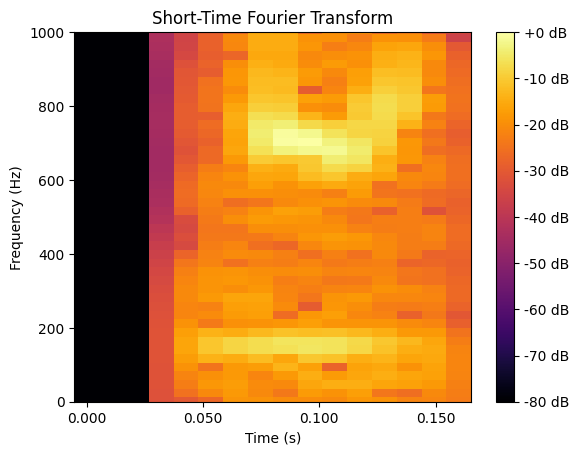 Short-Time Fourier Transform
Frequency (Hz)
1000
800
600
400
200
0
0.000 0.050 0.100 0.150
Time (s)
+0 dB
-10 dB
-20 dB
-30 dB
-40 dB
-50 dB
-60 dB
-70 dB
-80 dB